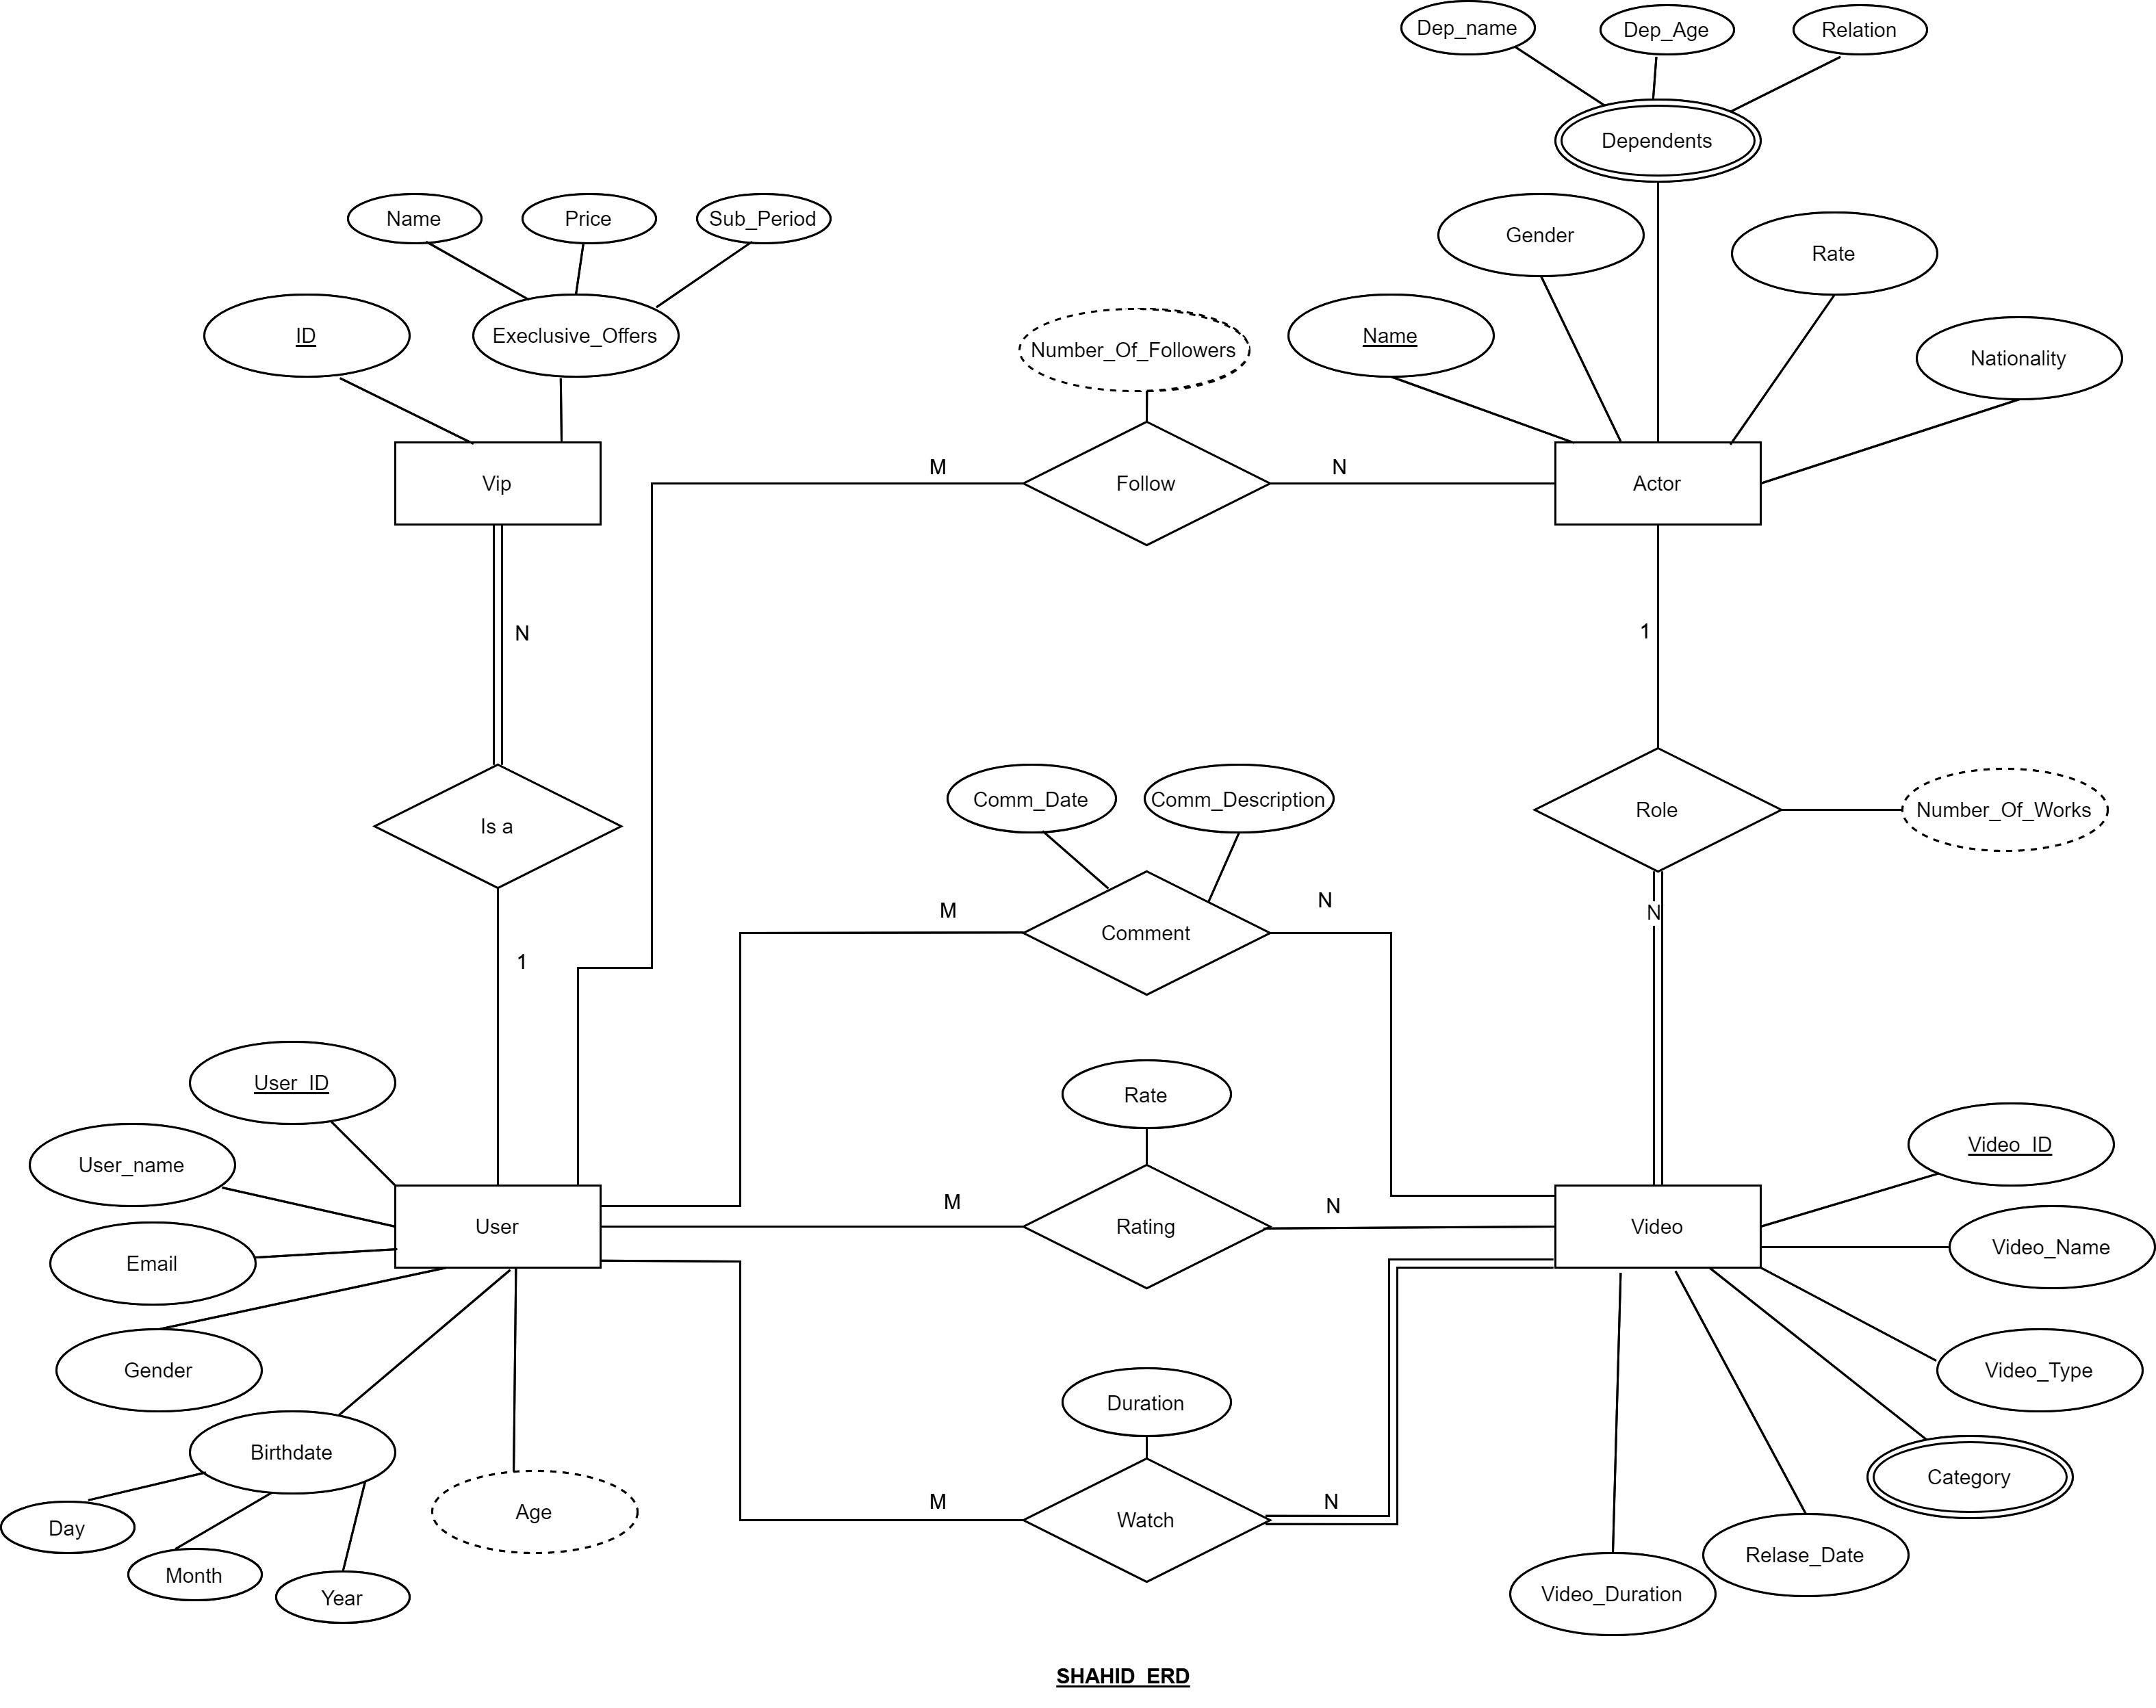 Dep_name
Dep_Age
Relation
Dependents
Name
Price
Sub_Period
Gender
Rate
ID
Execlusive_Offers
Number_Of_Followers
Name
Nationality
Vip
M
Follow
N
Actor
N
1
Comm_Date
Comm_Description
Role
Number_Of_Works
Is a
M
N
N
Comment
1
User_ID
Rate
Video_ID
User_name
M
N
User
Rating
Video
Video_Name
Email
Gender
Video_Type
Duration
Birthdate
Category
M
N
Age
Watch
Day
Relase_Date
Month
Year
Video_Duration
SHAHID_ERD